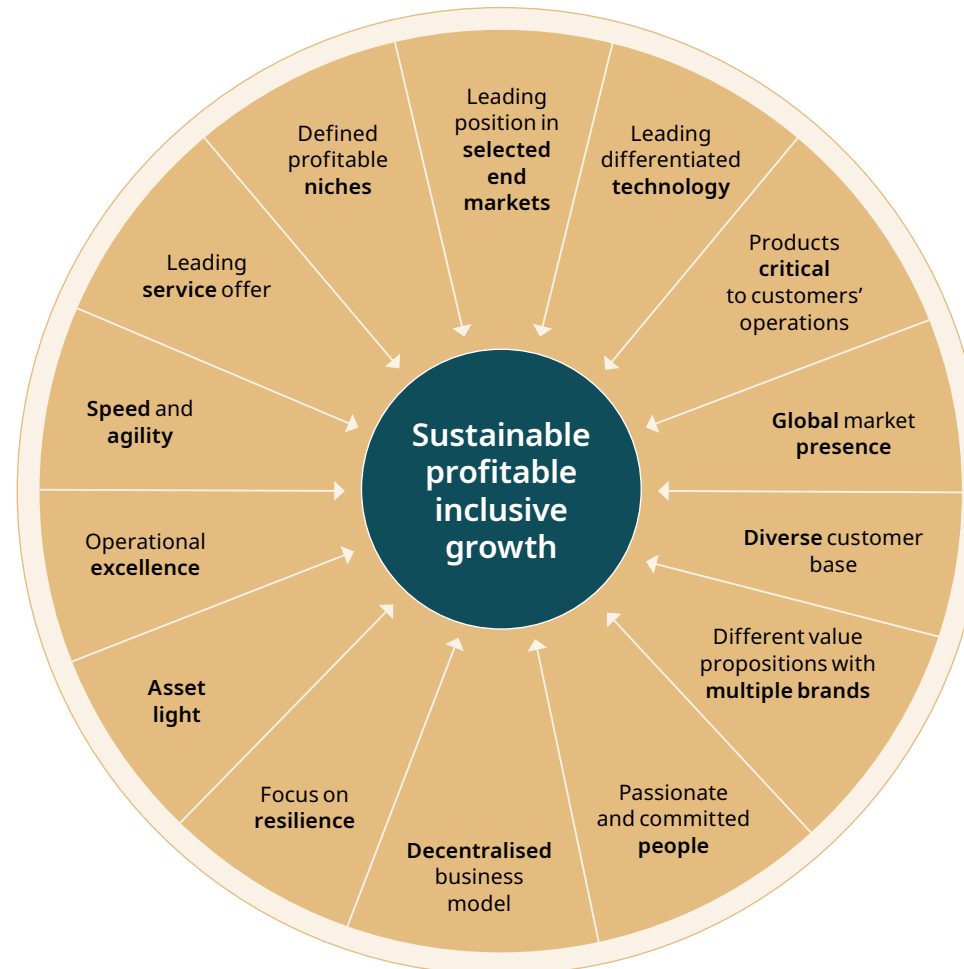 Leading
position in
selected
end
markets
Leading
differentiated
technology
Products
critical
to customers’
operations
Global market
presence
Diverse customer
base
Different value
propositions with
multiple brands
Passionate
and committed
people
Decentralised
business
model
Focus on
resilience
Asset
light
Operational
excellence
Speed and
agility
Leading
service offer
Defined
profitable
niches
Sustainable
profitable
inclusive
growth